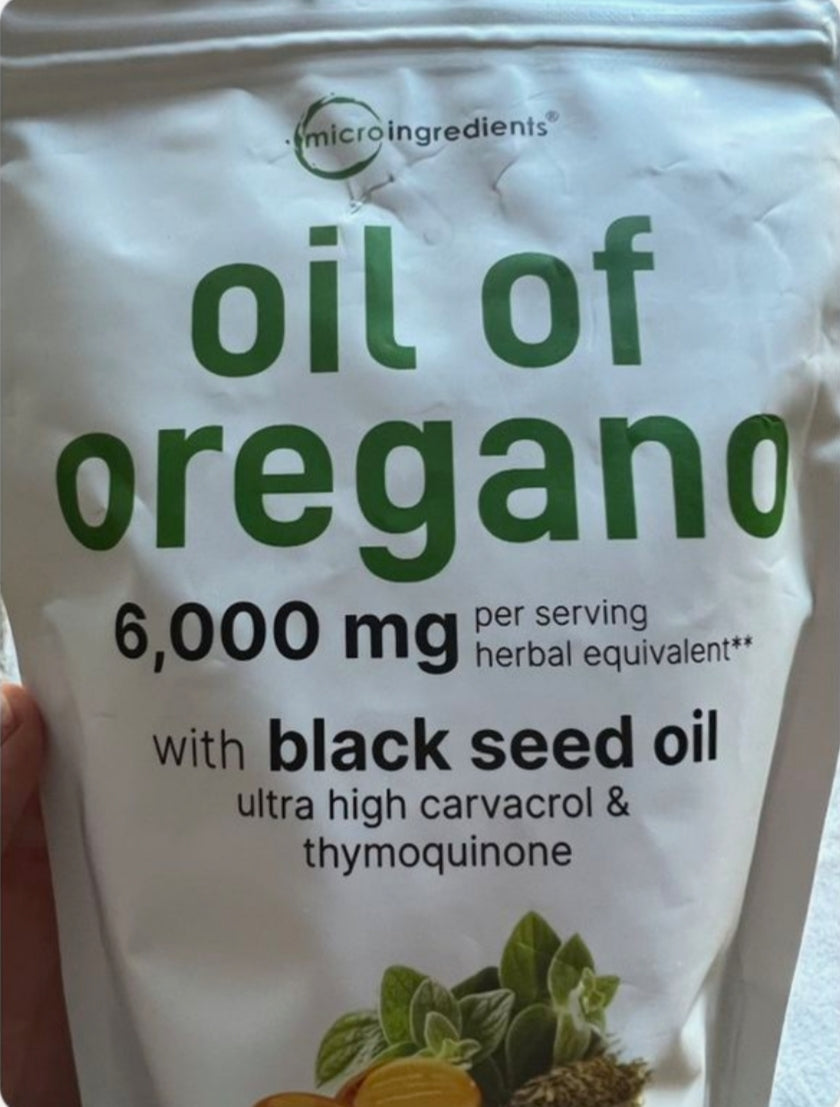 microingredients®
oil of
oregano
6,000 mg per serving
herbal equivalent**
with black seed oil
ultra high carvacrol &
thymoquinone